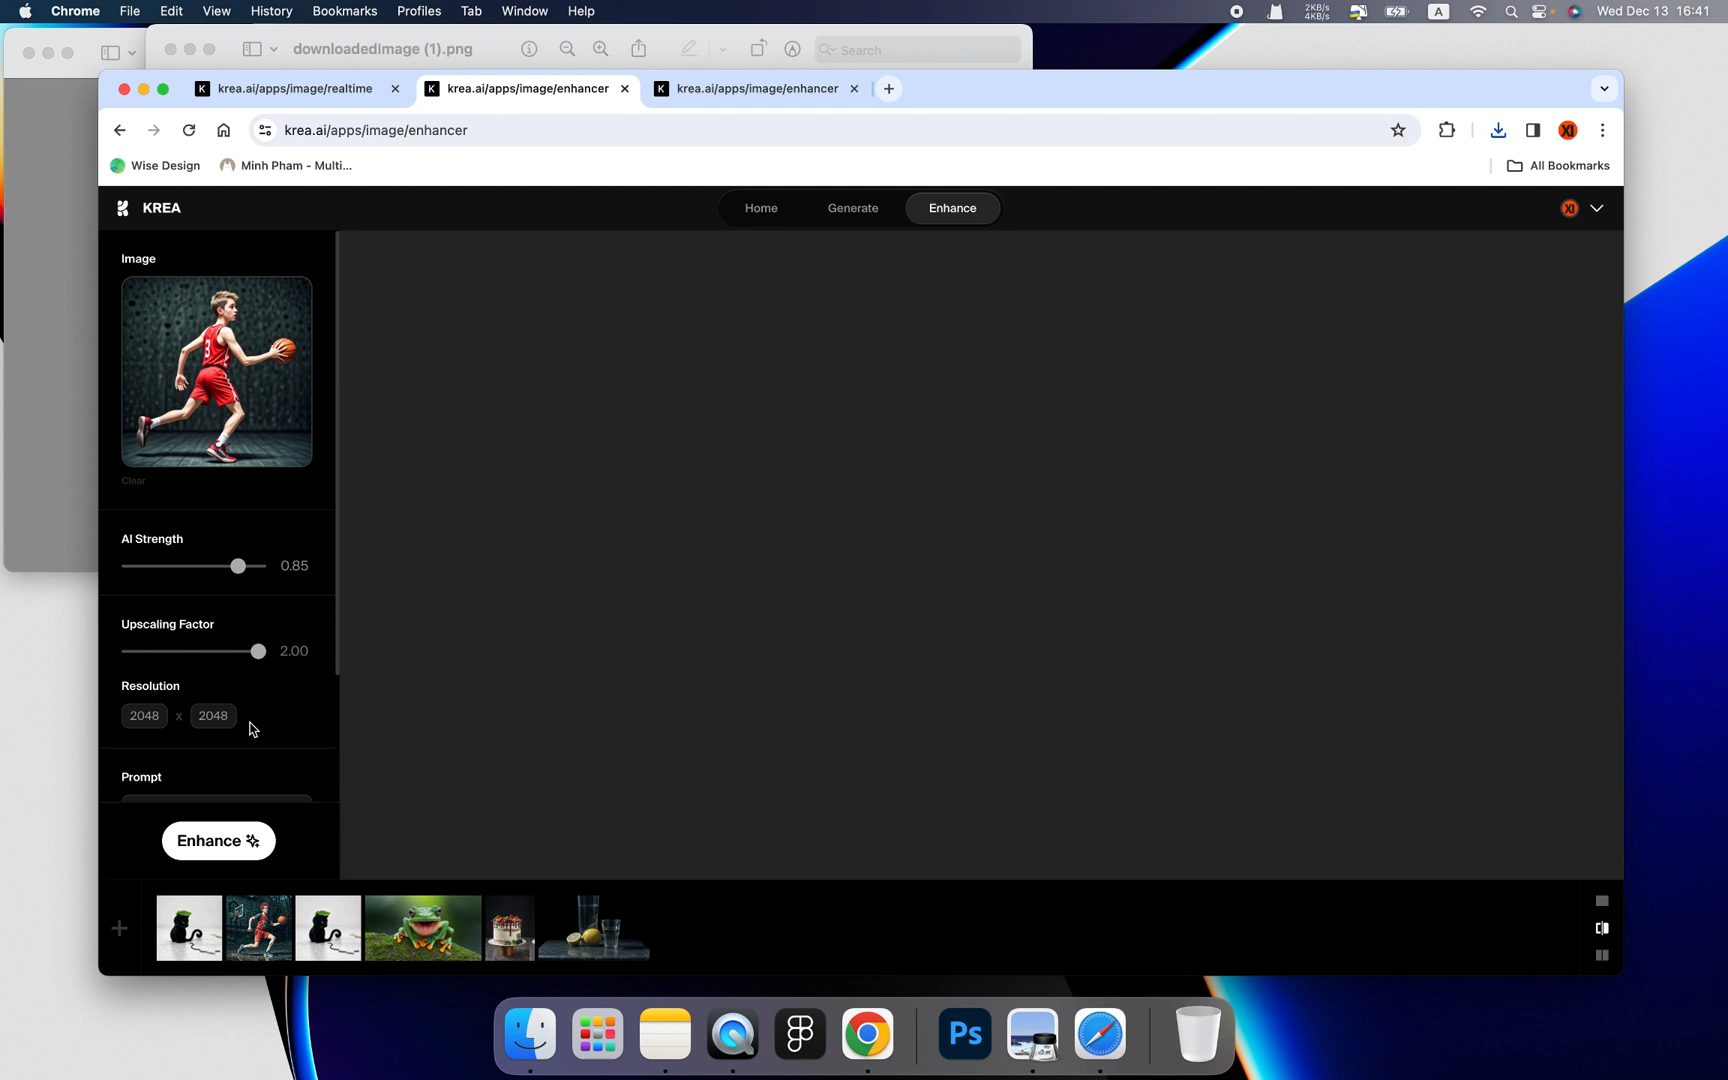 Chrome File Edit View History Bookmarks Profiles Tab Window Help
2KB/s
4KB/s
A
Wed Dec 13 16:41
downloadedImage (1).png
Search
K krea.ai/apps/image/realtime
K krea.ai/apps/image/enhancer
K krea.ai/apps/image/enhancer
krea.ai/apps/image/enhancer
XI
Wise Design
Minh Pham - Multi...
All Bookmarks
KREA
Home
Generate
Enhance
XI
Image
3
Clear
AI Strength
0.85
Upscaling Factor
2.00
Resolution
2048 x 2048
Prompt
Enhance
Ps